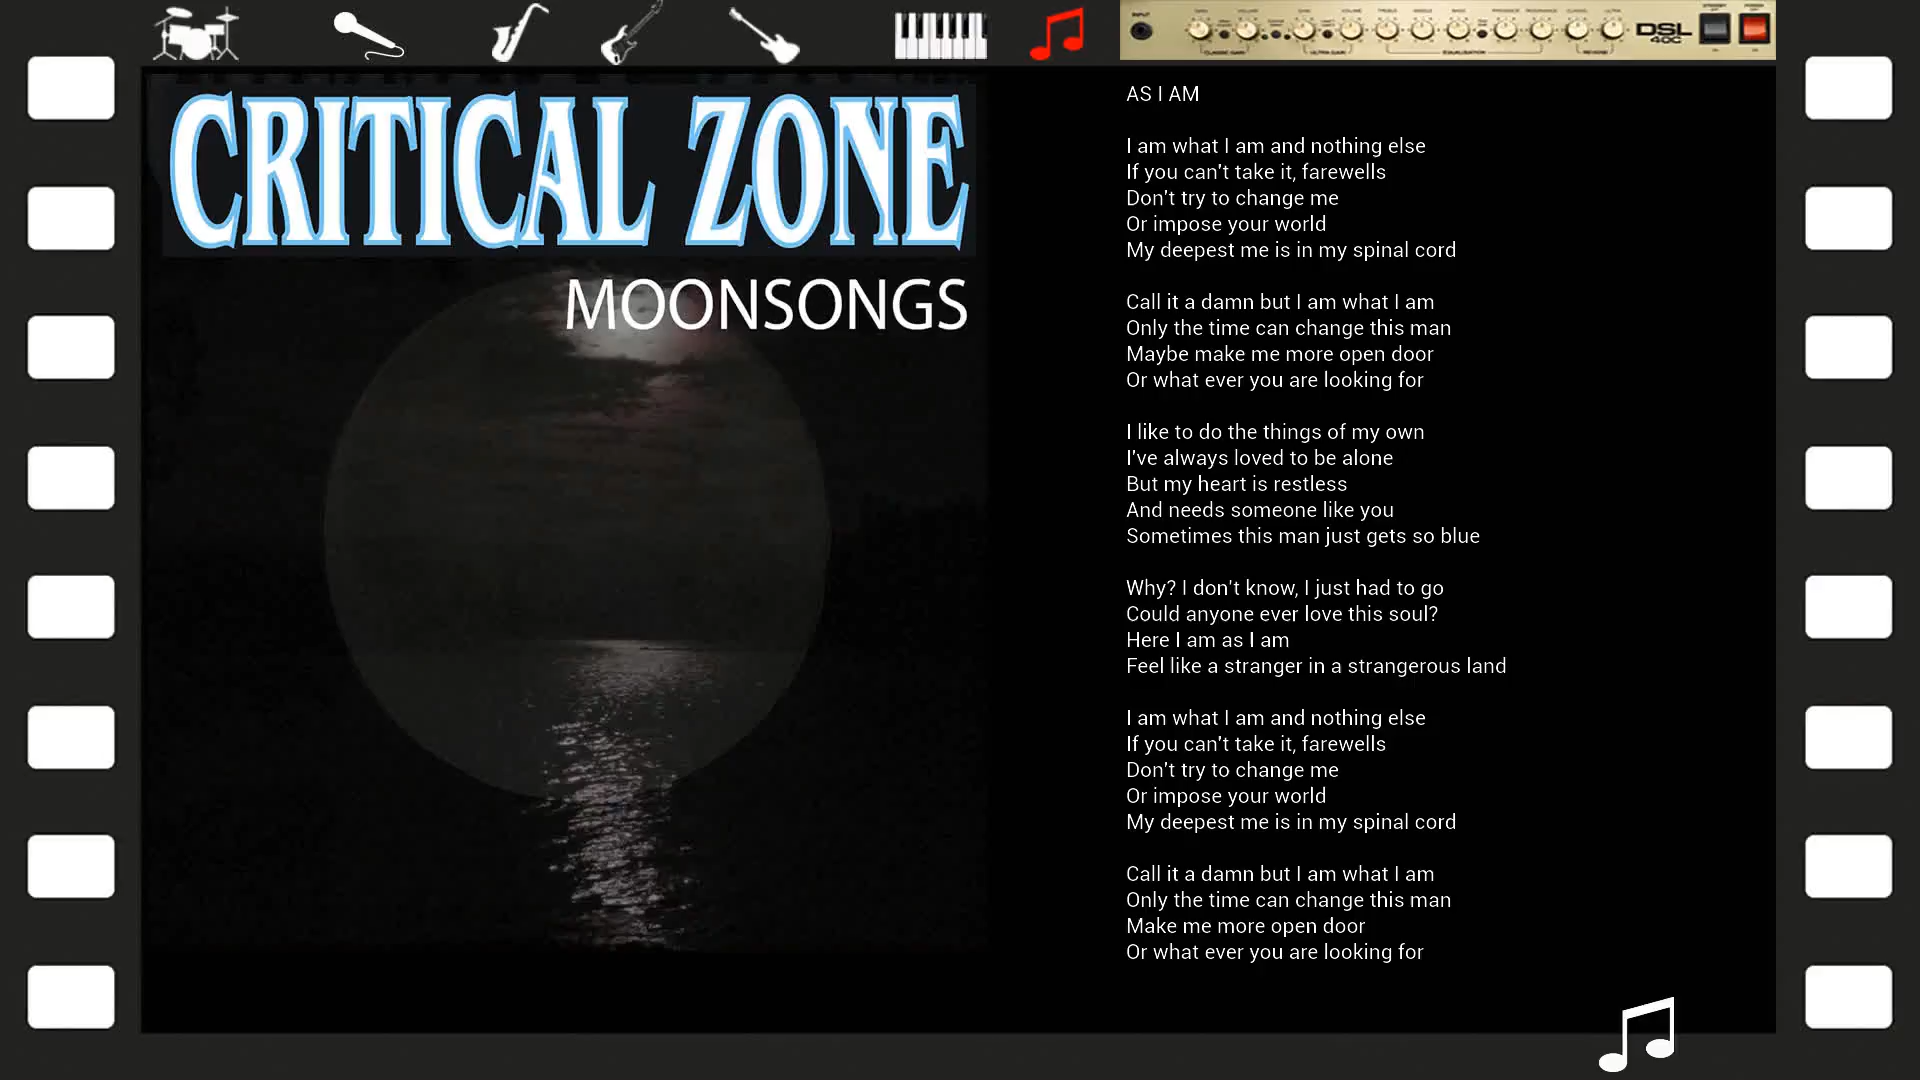 INPUT
CLASSIC GAIN
ULTRA GAIN
EQUALISATION
REVERB
DSL
40C
CRITICAL ZONE
MOONSONGS
AS I AM
I am what I am and nothing else
If you can't take it, farewells
Don't try to change me
Or impose your world
My deepest me is in my spinal cord
Call it a damn but I am what I am
Only the time can change this man
Maybe make me more open door
Or what ever you are looking for
I like to do the things of my own
I've always loved to be alone
But my heart is restless
And needs someone like you
Sometimes this man just gets so blue
Why? I don't know, I just had to go
Could anyone ever love this soul?
Here I am as I am
Feel like a stranger in a strangerous land
I am what I am and nothing else
If you can't take it, farewells
Don't try to change me
Or impose your world
My deepest me is in my spinal cord
Call it a damn but I am what I am
Only the time can change this man
Make me more open door
Or what ever you are looking for